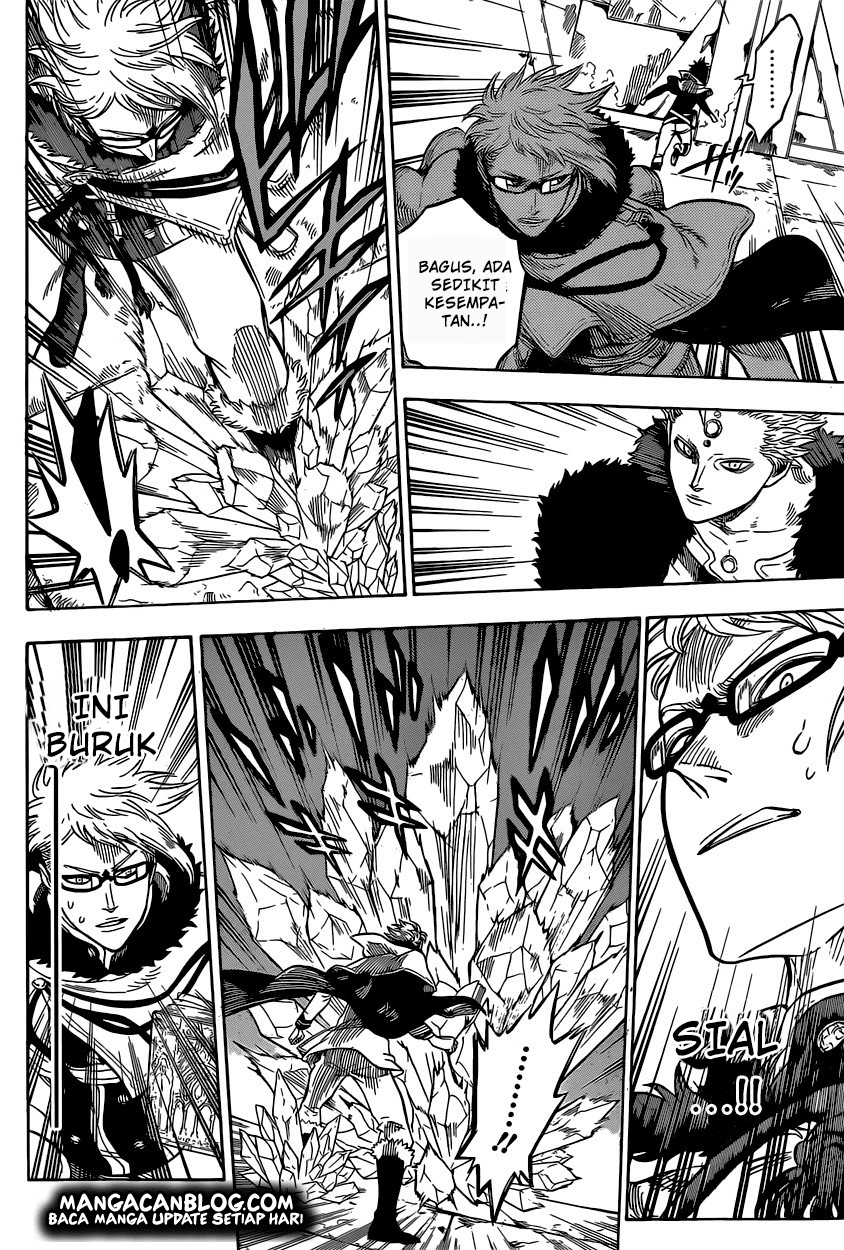 ........
BAGUS, ADA
SEDIKIT
KESEMPA-
TAN..!
!
SIAL
...!!
........!!
INI
BURUK
MANGACANBLOG.COM
BACA MANGA UPDATE SETIAP HARI